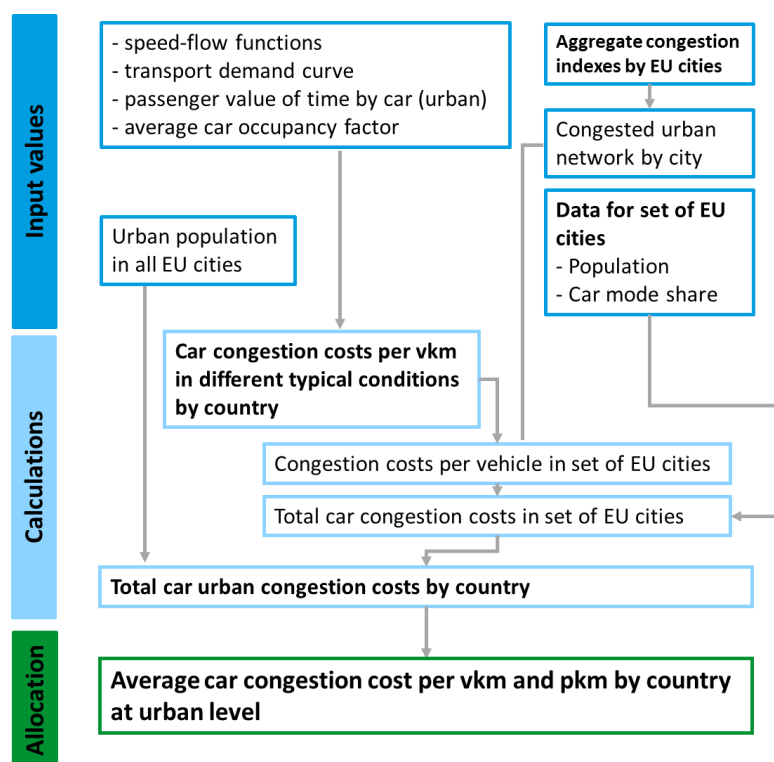 Input values
- speed-flow functions
- transport demand curve
- passenger value of time by car (urban)
- average car occupancy factor
Aggregate congestion
indexes by EU cities
Congested urban
network by city
Data for set of EU
cities
- Population
- Car mode share
Urban population
in all EU cities
Calculations
Car congestion costs per vkm
in different typical conditions
by country
Congestion costs per vehicle in set of EU cities
Total car congestion costs in set of EU cities
Total car urban congestion costs by country
Allocation
Average car congestion cost per vkm and pkm by country
at urban level